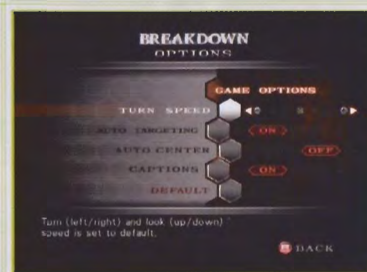 BREAKDOWN
OPTIONS
GAME OPTIONS
TURN SPEED
AUTO TARGETING ON
AUTO CENTER OFF
CAPTIONS ON
DEFAULT
Turn (left/right) and look (up/down)
speed is set to default.
B BACK